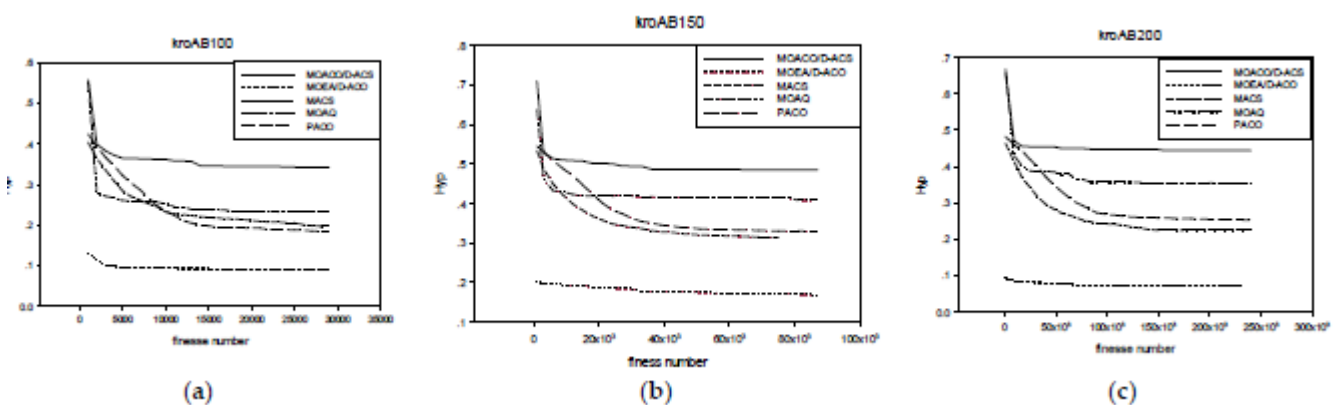 kroAB100
Hyp
.6
.5
.4
.3
.2
.1
0.0
0
5000
10000
15000
20000
25000
30000
35000
finesse number
MOACO/D-ACS
MOEA/D-ACO
MACS
MOAQ
PACO
(a)
kroAB150
Hyp
.8
.7
.6
.5
.4
.3
.2
.1
0
20x10³
40x10³
60x10³
80x10³
100x10³
finess number
MOACO/D-ACS
MOEA/D-ACO
MACS
MOAQ
PACO
(b)
kroAB200
Hyp
.7
.6
.5
.4
.3
.2
.1
0.0
0
50x10³
100x10³
150x10³
200x10³
250x10³
300x10³
finesse number
MOACO/D-ACS
MOEA/D-ACO
MACS
MOAQ
PACO
(c)